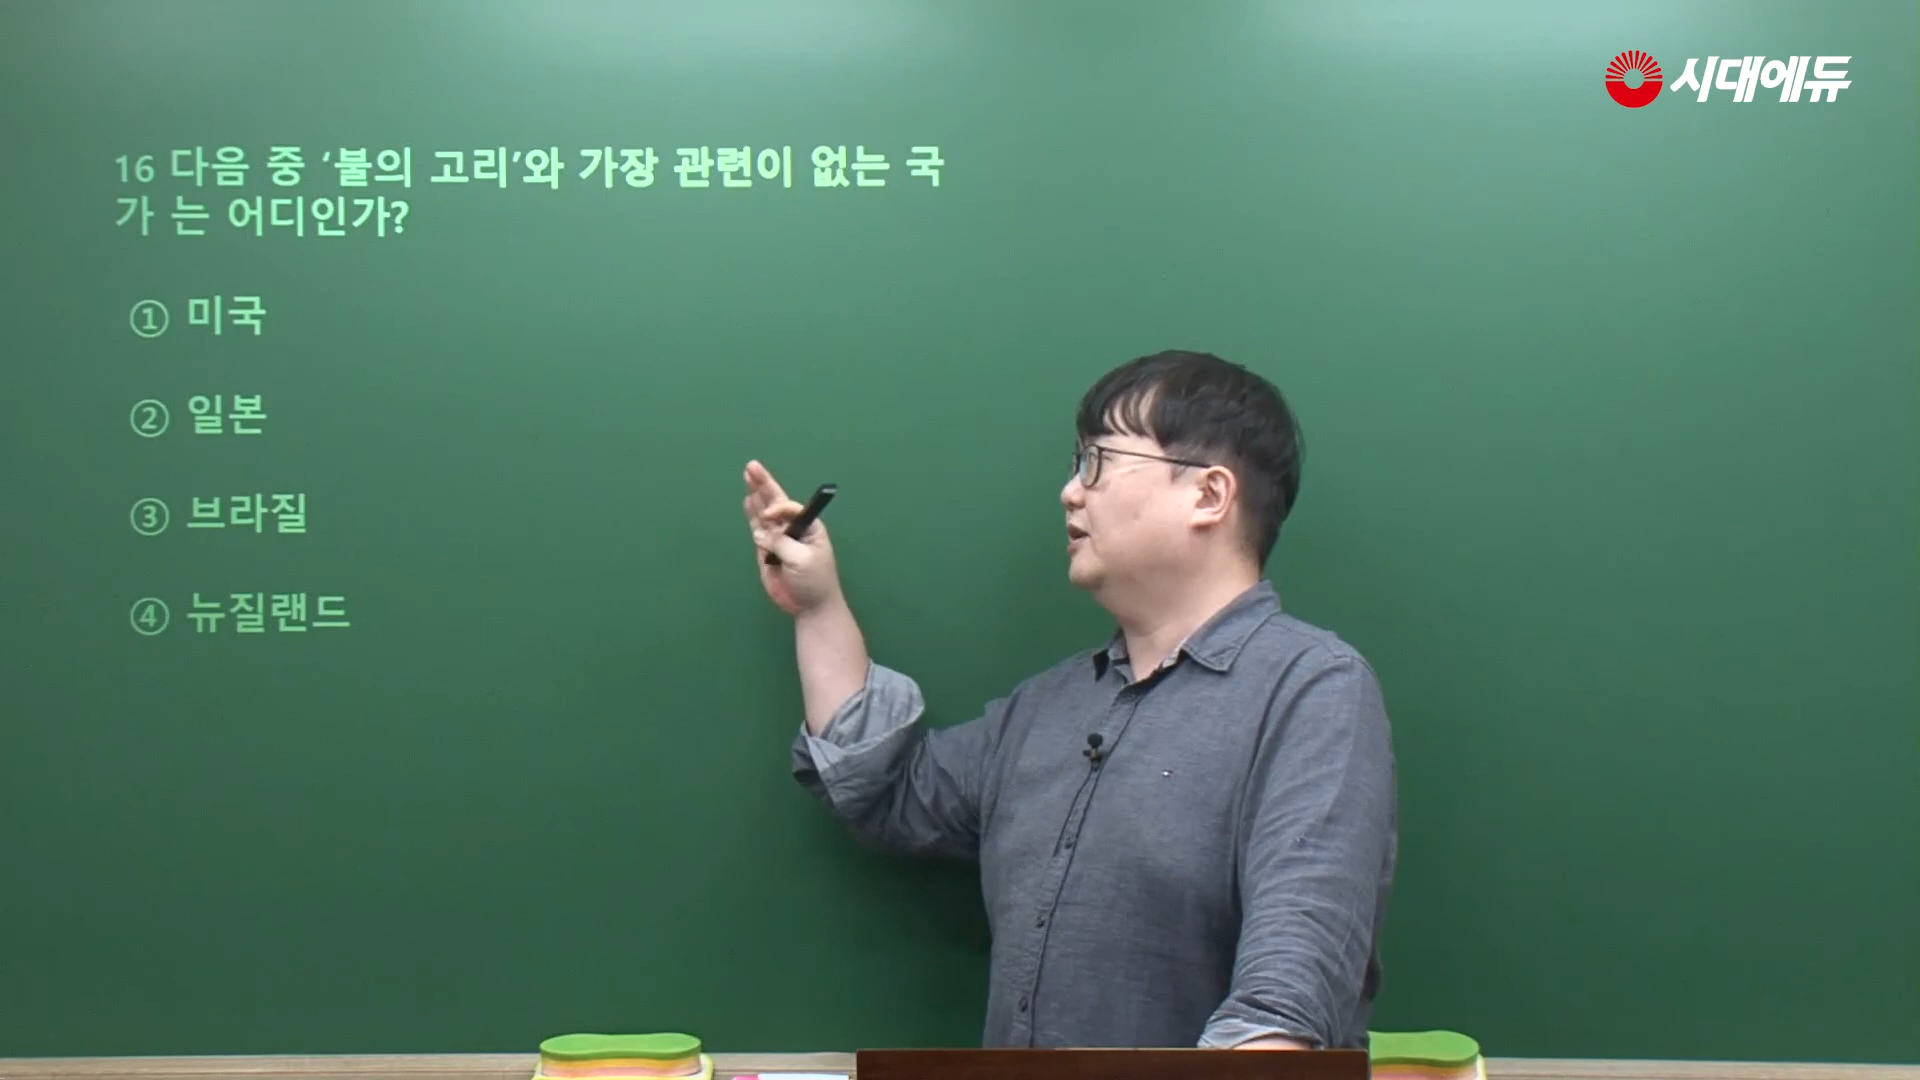 시대에듀
16 다음 중 ‘불의 고리’와 가장 관련이 없는 국
가 는 어디인가?
① 미국
② 일본
③ 브라질
④ 뉴질랜드